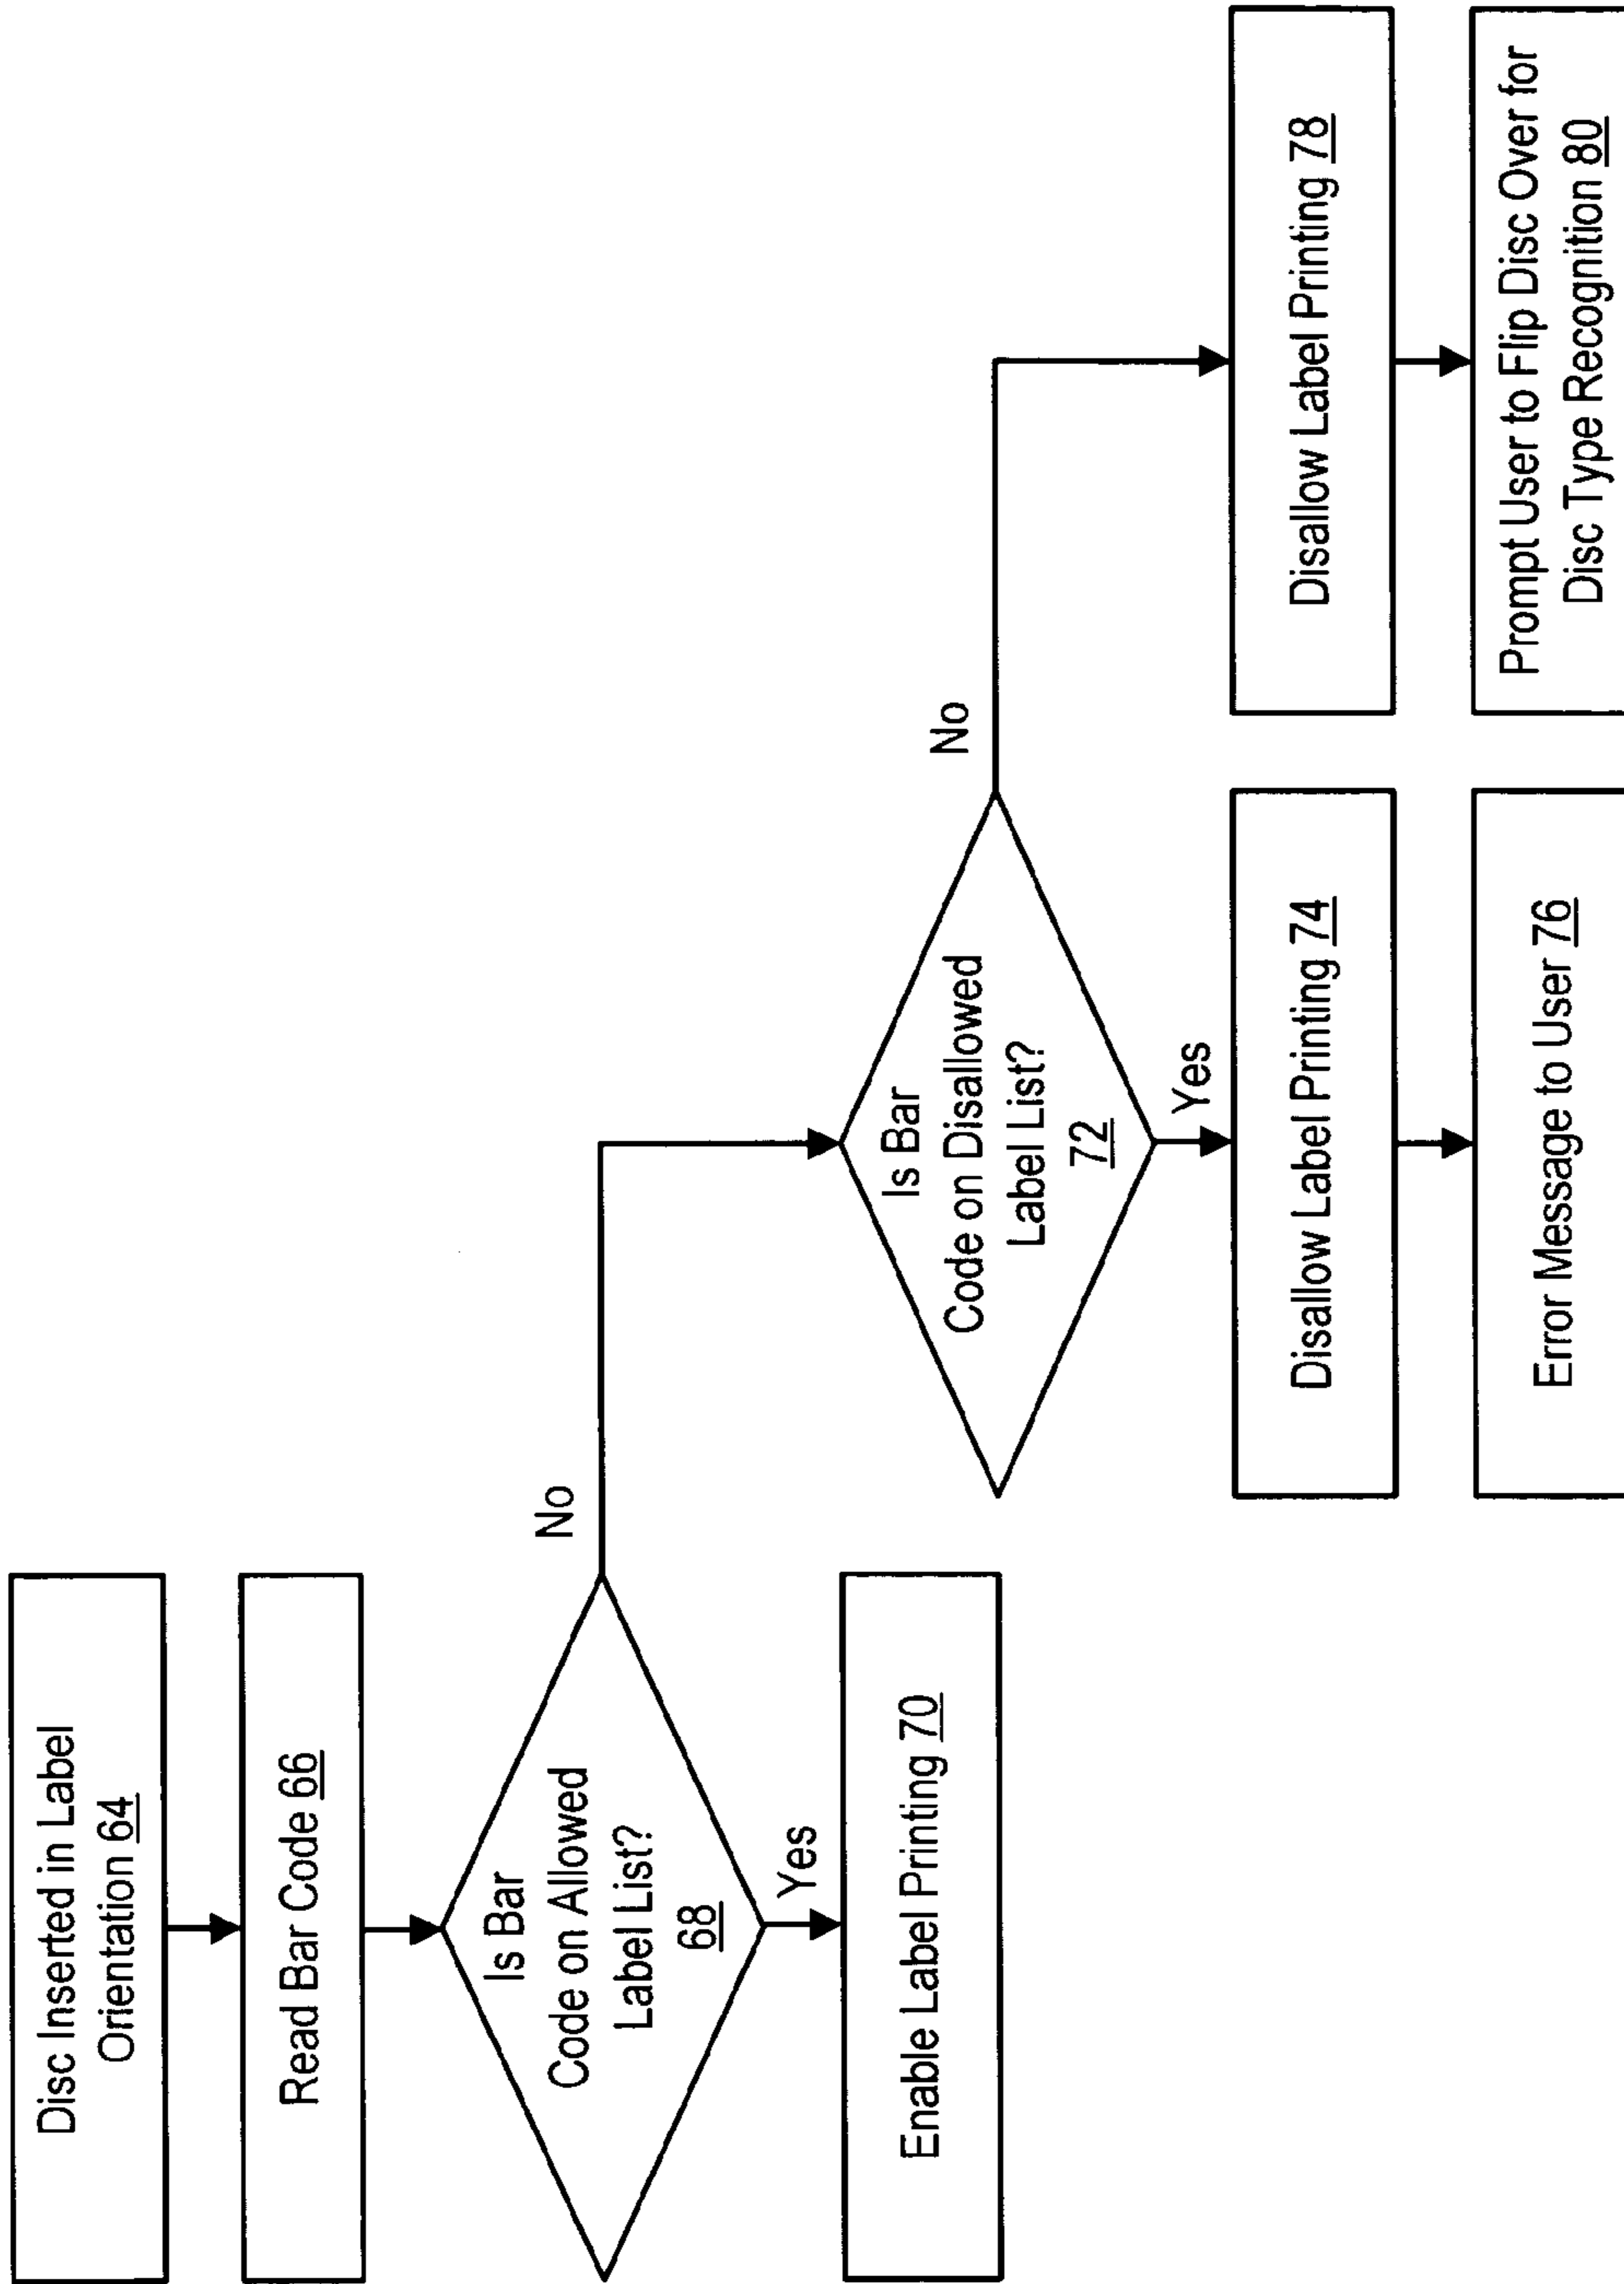 Disc Inserted in Label
Orientation 64
Read Bar Code 66
Is Bar
Code on Allowed
Label List?
68
No
Yes
Enable Label Printing 70
Is Bar
Code on Disallowed
Label List?
72
No
Yes
Disallow Label Printing 74
Error Message to User 76
Disallow Label Printing 78
Prompt User to Flip Disc Over for
Disc Type Recognition 80